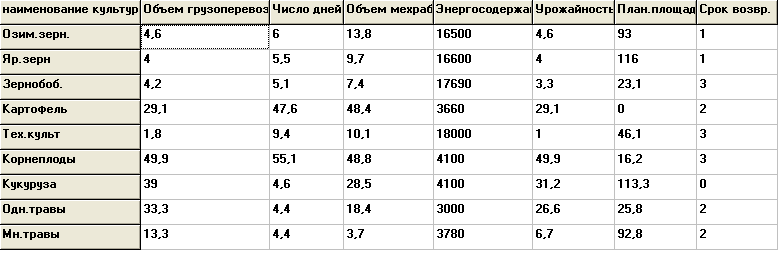 наименование культур Объем грузоперевоз Число дней Объем мехраб Энергосодержа Урожайность План.площад Срок возвр.
Озим.зерн. 4,6 6 13,8 16500 4,6 93 1
Яр.зерн 4 5,5 9,7 16600 4 116 1
Зернобоб. 4,2 5,1 7,4 17690 3,3 23,1 3
Картофель 29,1 47,6 48,4 3660 29,1 0 2
Тех.культ 1,8 9,4 10,1 18000 1 46,1 3
Корнеплоды 49,9 55,1 48,8 4100 49,9 16,2 3
Кукуруза 39 4,6 28,5 4100 31,2 113,3 0
Одн.травы 33,3 4,4 18,4 3000 26,6 25,8 2
Мн.травы 13,3 4,4 3,7 3780 6,7 92,8 2